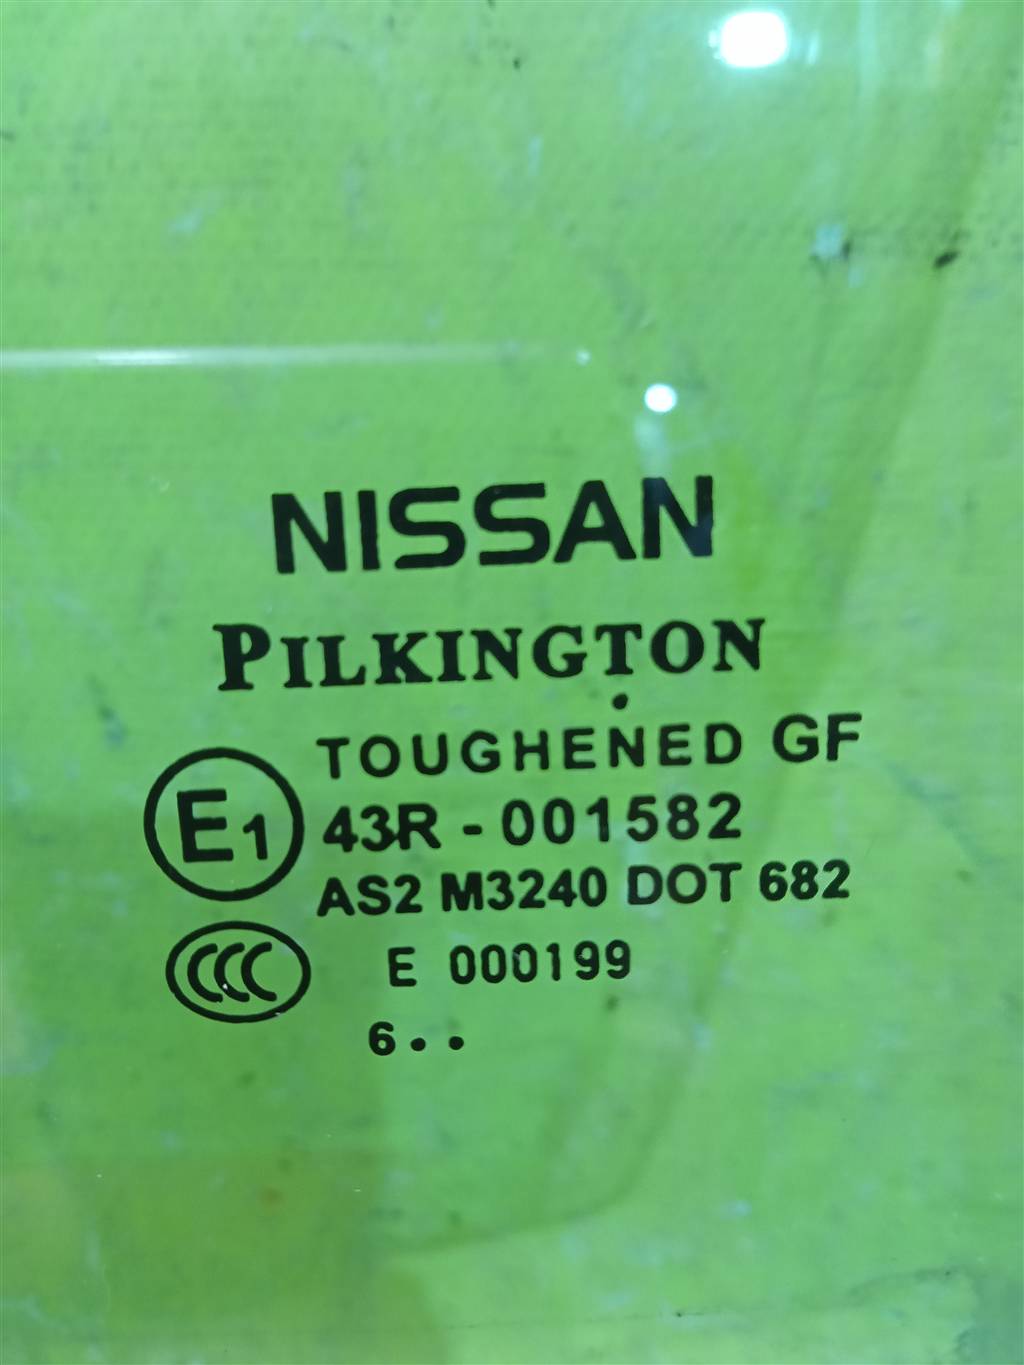 NISSAN
PILKINGTON
TOUGHENED GF
E1 43R - 001582
AS2 M3240 DOT 682
CCC E 000199
6..